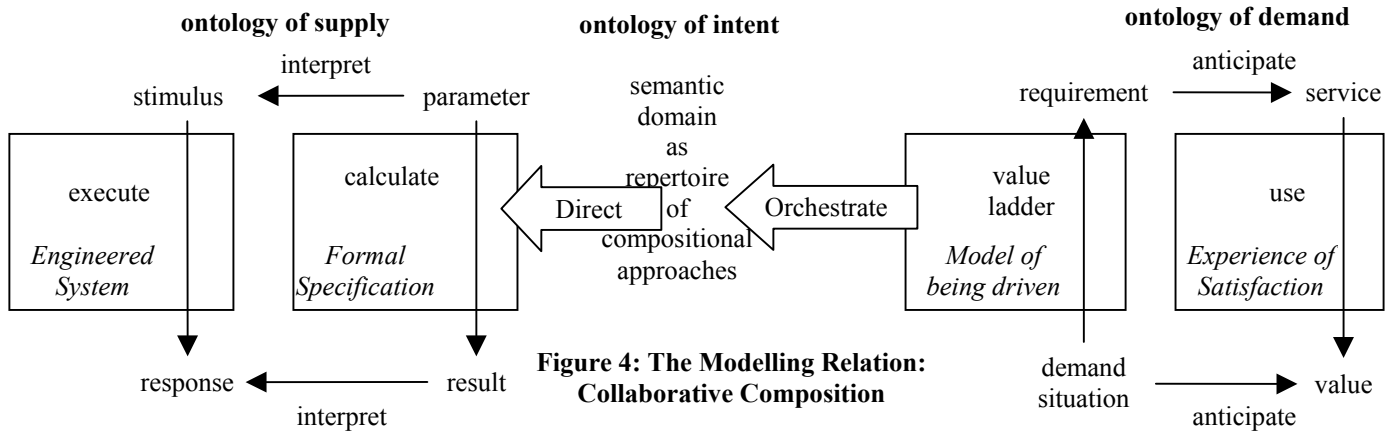 ontology of supply
ontology of intent
ontology of demand
interpret
anticipate
stimulus
parameter
semantic
domain
as
repertoire
of
compositional
approaches
requirement
service
execute
calculate
Direct
Orchestrate
value
ladder
use
Engineered
System
Formal
Specification
Model of
being driven
Experience of
Satisfaction
response
result
interpret
Figure 4: The Modelling Relation:
Collaborative Composition
demand
situation
value
anticipate